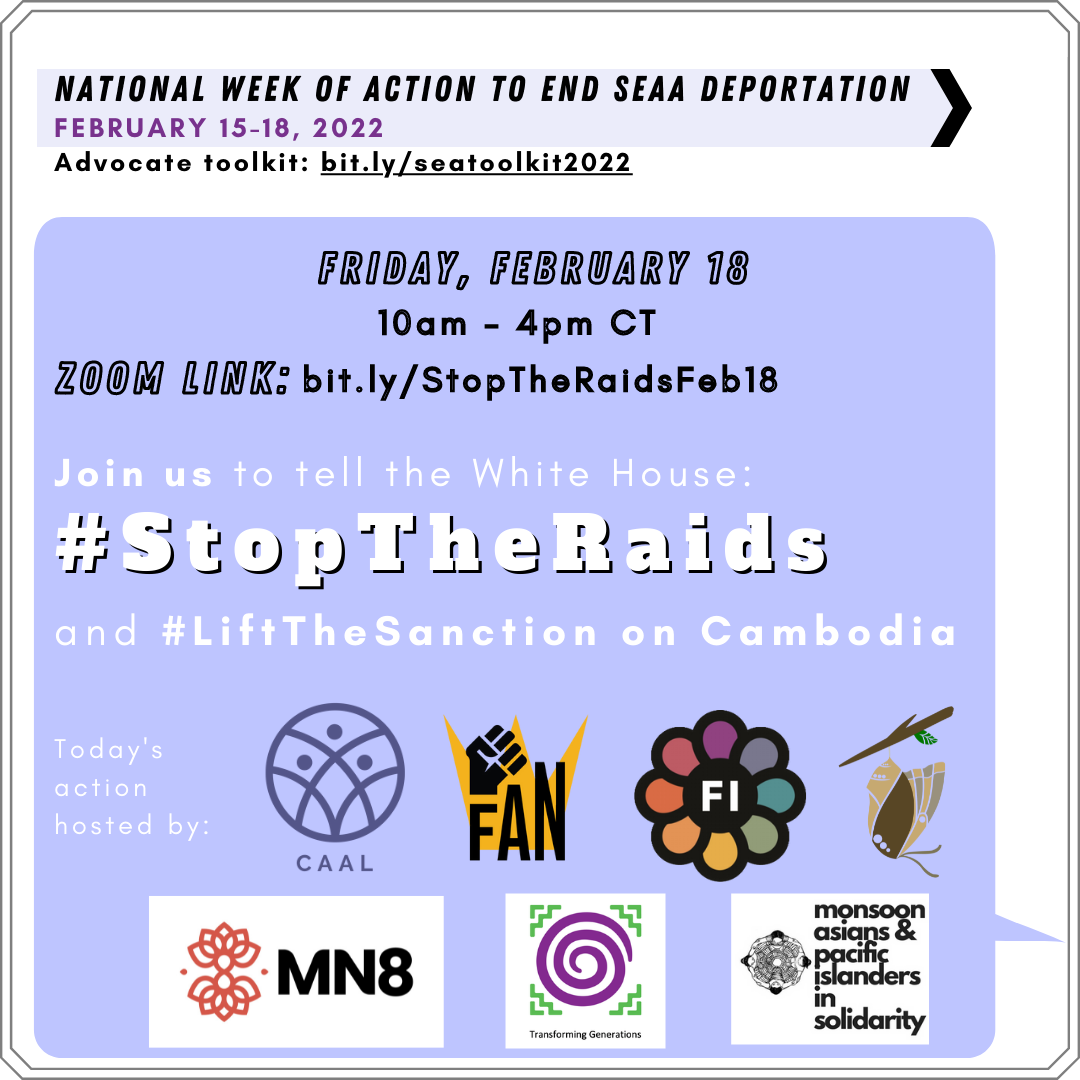 NATIONAL WEEK OF ACTION TO END SEAA DEPORTATION
FEBRUARY 15-18, 2022
Advocate toolkit: bit.ly/seatoolkit2022
FRIDAY, FEBRUARY 18
10am - 4pm CT
ZOOM LINK: bit.ly/StopTheRaidsFeb18
Join us to tell the White House:
#StopTheRaids
and #LiftTheSanction on Cambodia
Today's
action
hosted by:
CAAL
FAN
FI
MN8
Transforming Generations
monsoon
asians &
pacific
islanders
in
solidarity